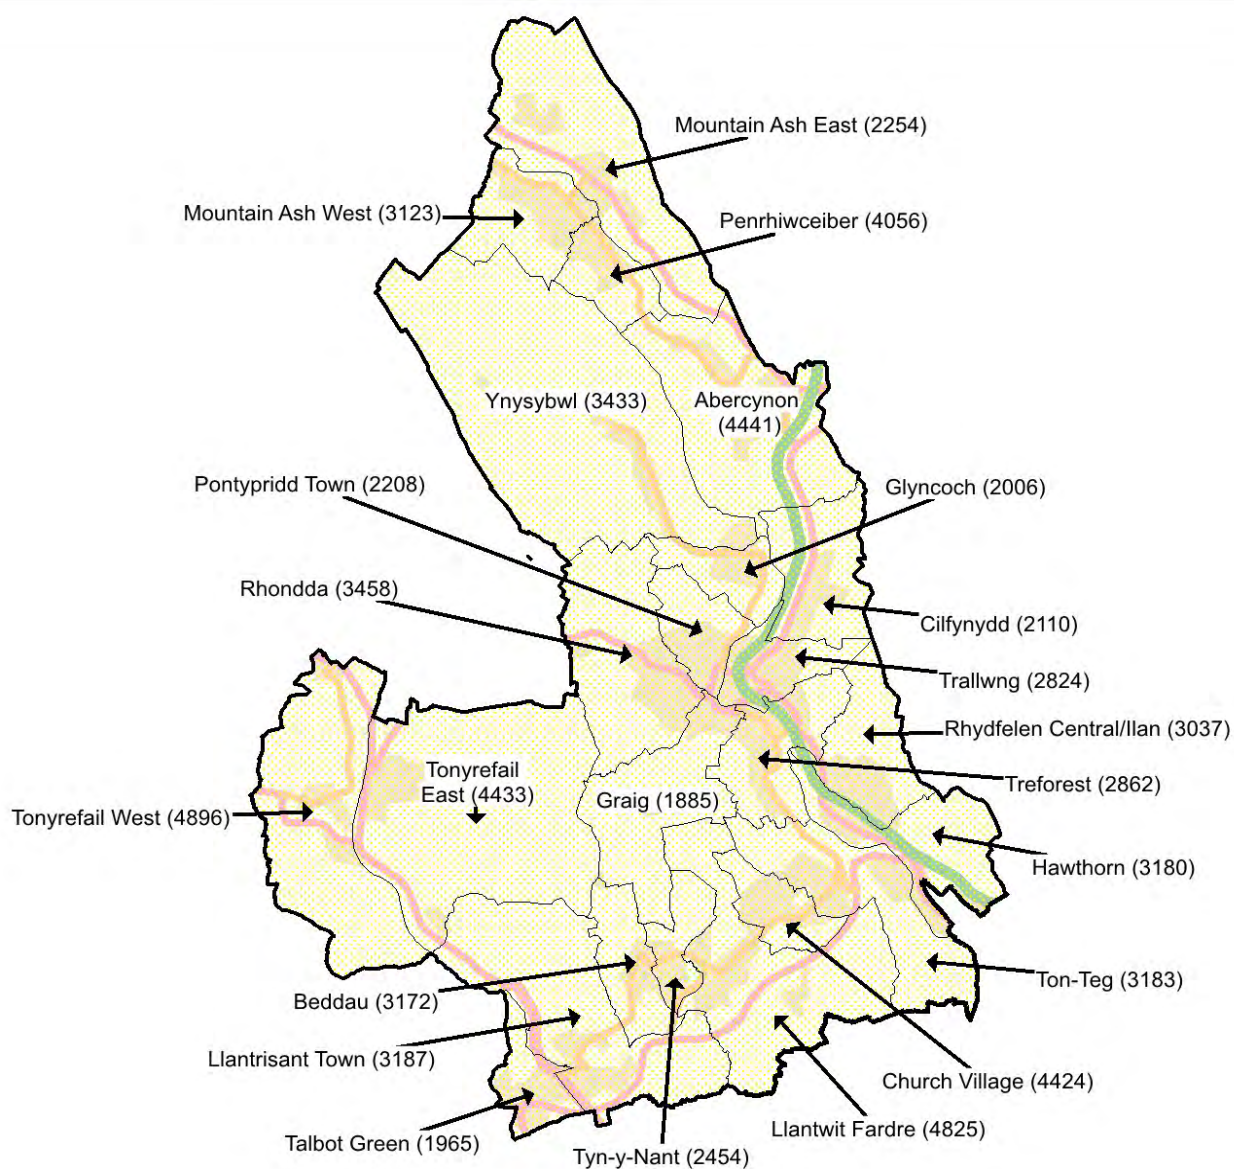 Mountain Ash East (2254)
Mountain Ash West (3123)
Penrhiwceiber (4056)
Ynysybwl (3433)
Abercynon
(4441)
Pontypridd Town (2208)
Glyncoch (2006)
Rhondda (3458)
Cilfynydd (2110)
Trallwng (2824)
Rhydfelen Central/Ilan (3037)
Tonyrefail
East (4433)
Treforest (2862)
Graig (1885)
Tonyrefail West (4896)
Hawthorn (3180)
Ton-Teg (3183)
Beddau (3172)
Llantrisant Town (3187)
Church Village (4424)
Llantwit Fardre (4825)
Talbot Green (1965)
Tyn-y-Nant (2454)